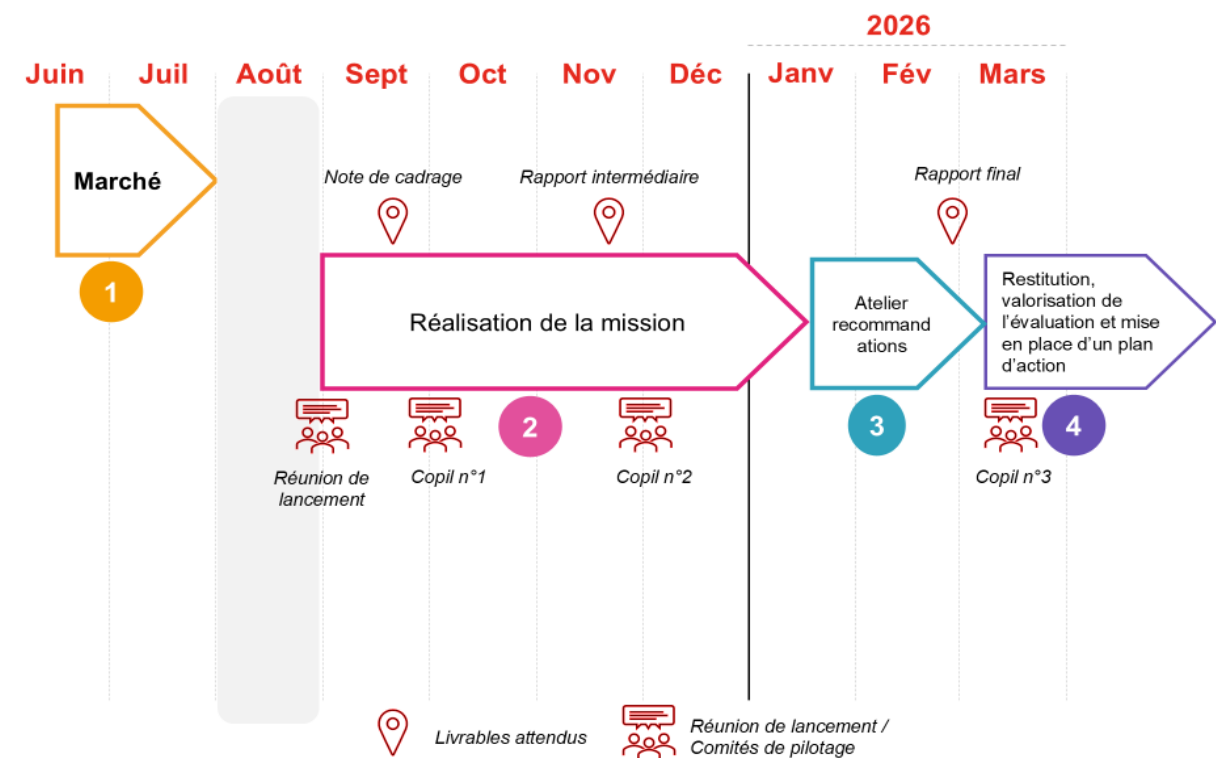 2026
Juin Juil Août Sept Oct Nov Déc Janv Fév Mars
Marché
Note de cadrage
Rapport intermédiaire
Rapport final
1
Réalisation de la mission
Atelier
recommand
ations
Restitution,
valorisation de
l'évaluation et mise
en place d'un plan
d'action
2
3
4
Réunion de
lancement
Copil n°1
Copil n°2
Copil n°3
Livrables attendus
Réunion de lancement /
Comités de pilotage